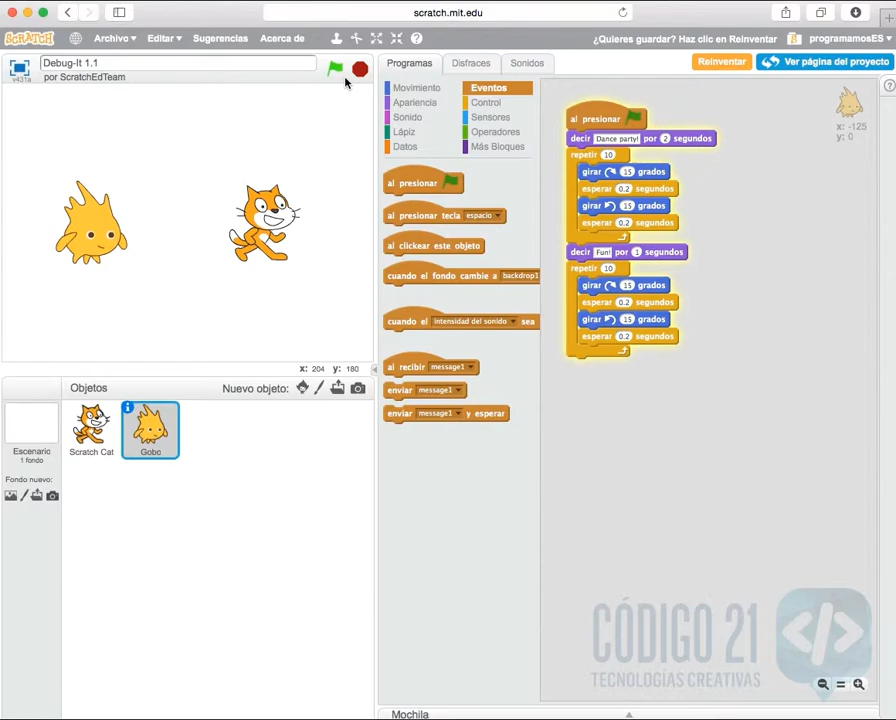 scratch.mit.edu
SCRATCH
Archivo
Editar
Sugerencias
Acerca de
¿Quieres guardar? Haz clic en Reinventar
programamosES
Debug-It 1.1
por ScratchEdTeam
v431a
Programas
Disfraces
Sonidos
Reinventar
Ver página del proyecto
Movimiento
Apariencia
Sonido
Lápiz
Datos
Eventos
Control
Sensores
Operadores
Más Bloques
al presionar
al presionar tecla espacio
al clickear este objeto
cuando el fondo cambie a backdrop1
cuando el intensidad del sonido sea
al recibir message1
enviar message1
enviar message1 y esperar
al presionar
decir Dance party! por 2 segundos
repetir 10
girar 15 grados
esperar 0.2 segundos
girar 15 grados
esperar 0.2 segundos
decir Fun! por 1 segundos
repetir 10
girar 15 grados
esperar 0.2 segundos
girar 15 grados
esperar 0.2 segundos
x: -125
y: 0
x: 204 y: 180
Objetos
Nuevo objeto:
Escenario
1 fondo
Fondo nuevo:
Scratch Cat
Gobo
CÓDIGO 21
TECNOLOGÍAS CREATIVAS
Mochila